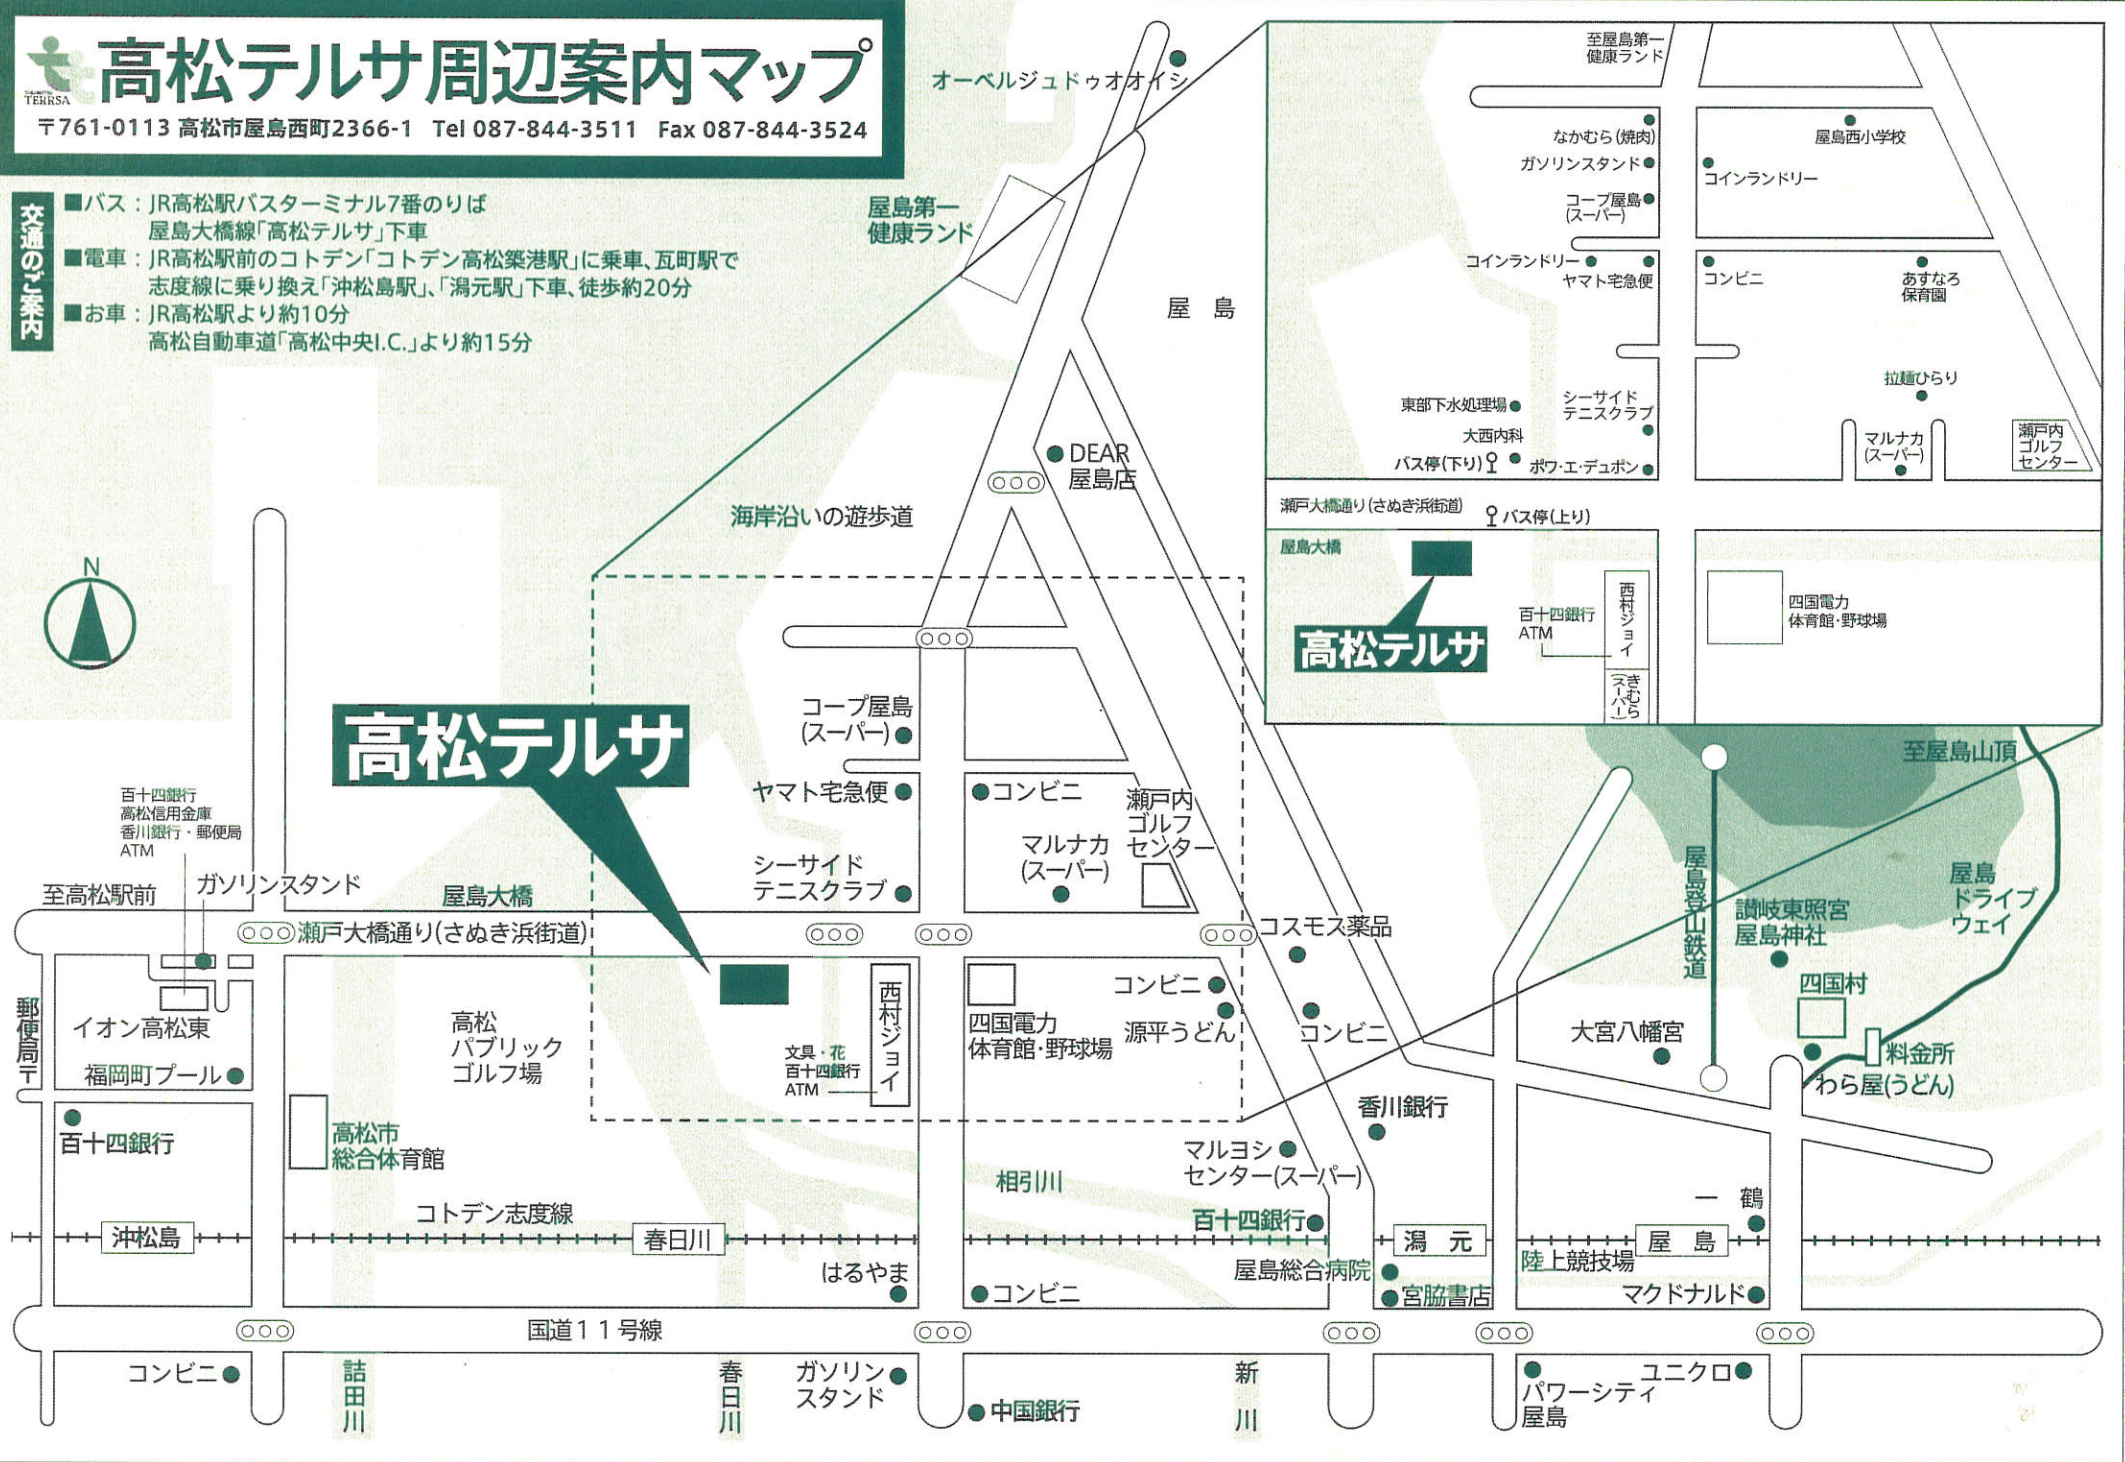 TERRSA
高松テルサ周辺案内マップ
〒761-0113 高松市屋島西町2366-1 Tel 087-844-3511 Fax 087-844-3524
交通のご案内
■バス：JR高松駅バスターミナル7番のりば
屋島大橋線「高松テルサ」下車
■電車：JR高松駅前のコトデン「コトデン高松築港駅」に乗車、瓦町駅で
志度線に乗り換え「沖松島駅」、「潟元駅」下車、徒歩約20分
■お車：JR高松駅より約10分
高松自動車道「高松中央I.C.」より約15分
オーベルジュドゥオオイシ
屋島第一
健康ランド
屋 島
DEAR
屋島店
海岸沿いの遊歩道
N
高松テルサ
コープ屋島
(スーパー)
ヤマト宅急便
コンビニ
瀬戸内
ゴルフ
センター
マルナカ
(スーパー)
シーサイド
テニスクラブ
百十四銀行
高松信用金庫
香川銀行・郵便局
ATM
ガソリンスタンド
至高松駅前
屋島大橋
瀬戸大橋通り(さぬき浜街道)
コスモス薬品
郵便局〒
イオン高松東
福岡町プール
百十四銀行
高松
パブリック
ゴルフ場
高松市
総合体育館
文具・花
百十四銀行
ATM
西村ジョイ
四国電力
体育館・野球場
コンビニ
源平うどん
コンビニ
香川銀行
マルヨシ
センター(スーパー)
相引川
百十四銀行
コトデン志度線
沖松島
春日川
潟 元
屋 島
一 鶴
はるやま
コンビニ
屋島総合病院
宮脇書店
陸上競技場
マクドナルド
国道11号線
コンビニ
詰田川
春日川
ガソリン
スタンド
中国銀行
新川
パワーシティ
屋島
ユニクロ
至屋島山頂
屋島登山鉄道
讃岐東照宮
屋島神社
屋島
ドライブ
ウェイ
四国村
大宮八幡宮
料金所
わら屋(うどん)
至屋島第一
健康ランド
なかむら(焼肉)
屋島西小学校
ガソリンスタンド
コインランドリー
コープ屋島
(スーパー)
コインランドリー
ヤマト宅急便
コンビニ
あすなろ
保育園
拉麺ひらり
東部下水処理場
シーサイド
テニスクラブ
大西内科
バス停(下り)
ポワ・エ・デュポン
マルナカ
(スーパー)
瀬戸内
ゴルフ
センター
瀬戸大橋通り(さぬき浜街道)
バス停(上り)
屋島大橋
高松テルサ
百十四銀行
ATM
西村ジョイ
きむら
(スーパー)
四国電力
体育館・野球場